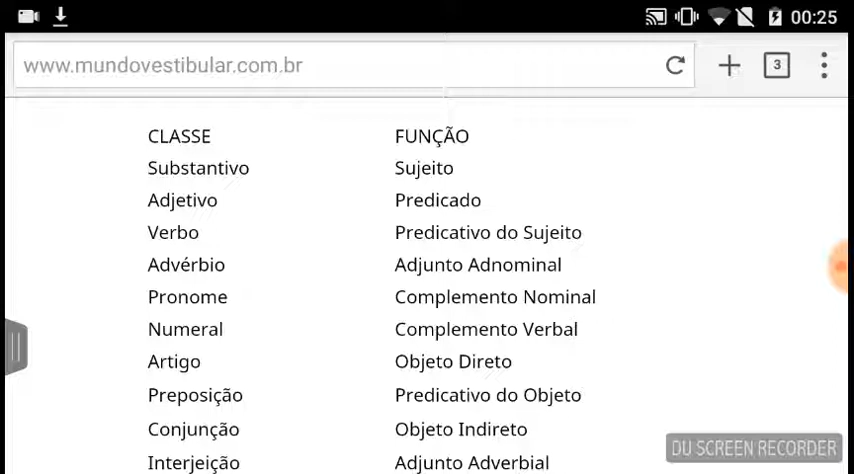 00:25
www.mundovestibular.com.br
3
CLASSE FUNÇÃO
Substantivo Sujeito
Adjetivo Predicado
Verbo Predicativo do Sujeito
Advérbio Adjunto Adnominal
Pronome Complemento Nominal
Numeral Complemento Verbal
Artigo Objeto Direto
Preposição Predicativo do Objeto
Conjunção Objeto Indireto
Interjeição Adjunto Adverbial
DU SCREEN RECORDER